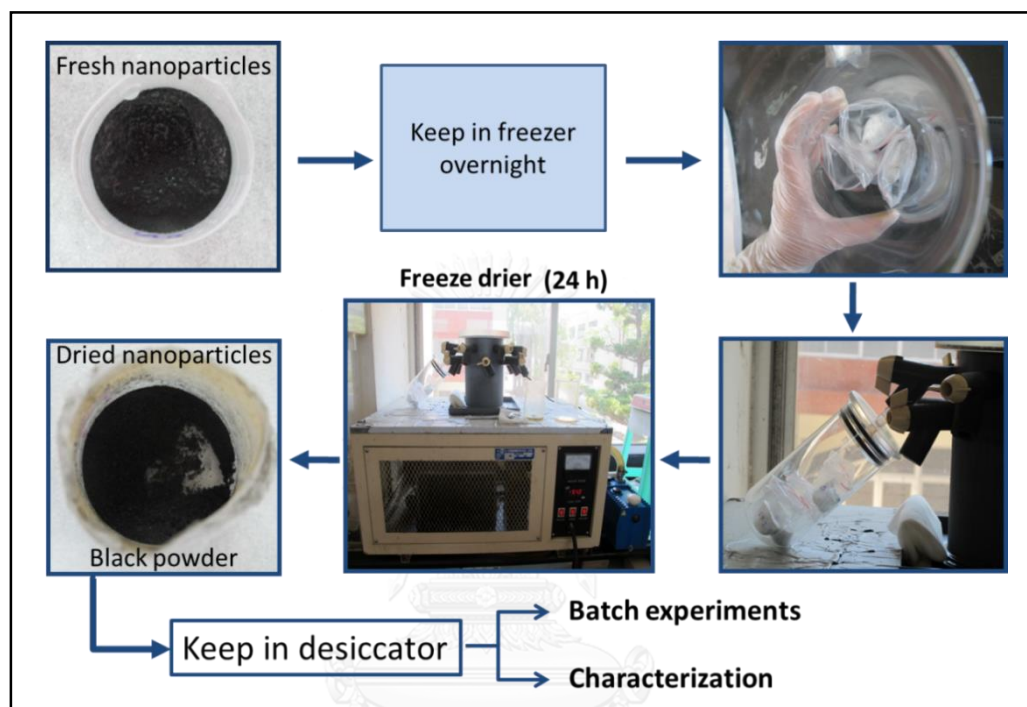 Fresh nanoparticles
Keep in freezer
overnight
Freeze drier (24 h)
Dried nanoparticles
Black powder
Keep in desiccator
Batch experiments
Characterization